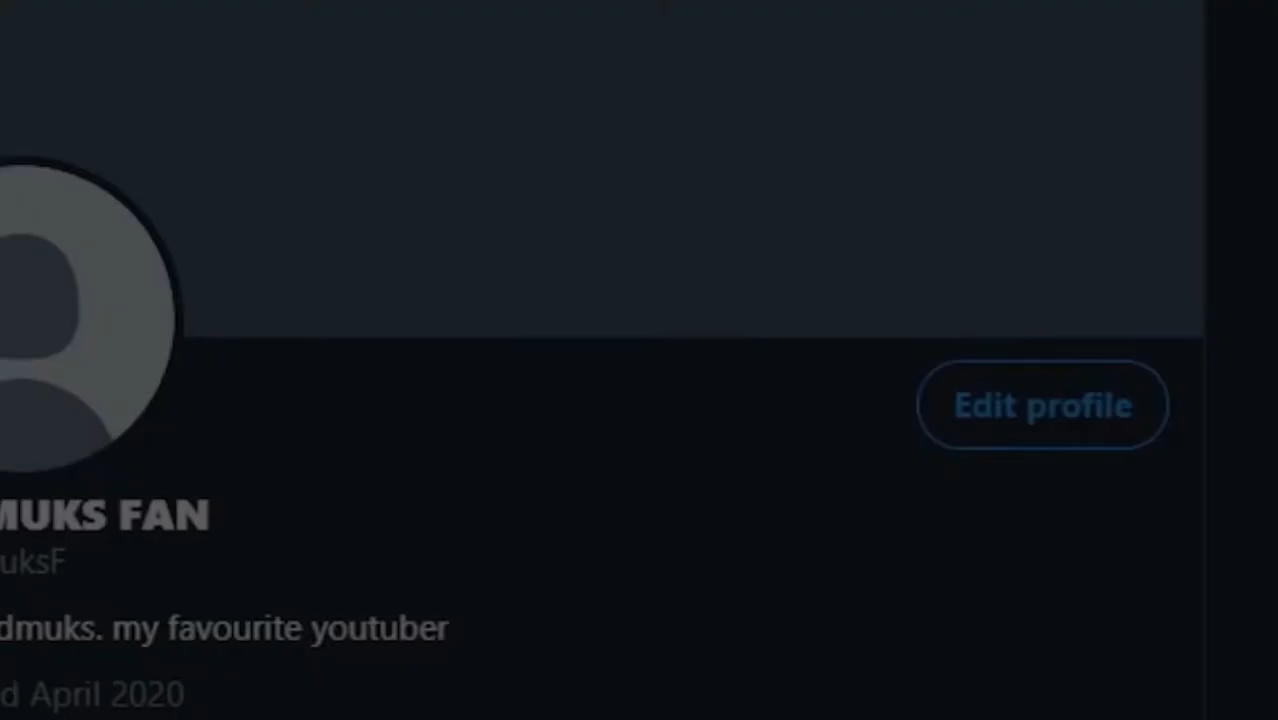 Edit profile
MUKS FAN
uksF
dmuks. my favourite youtuber
d April 2020